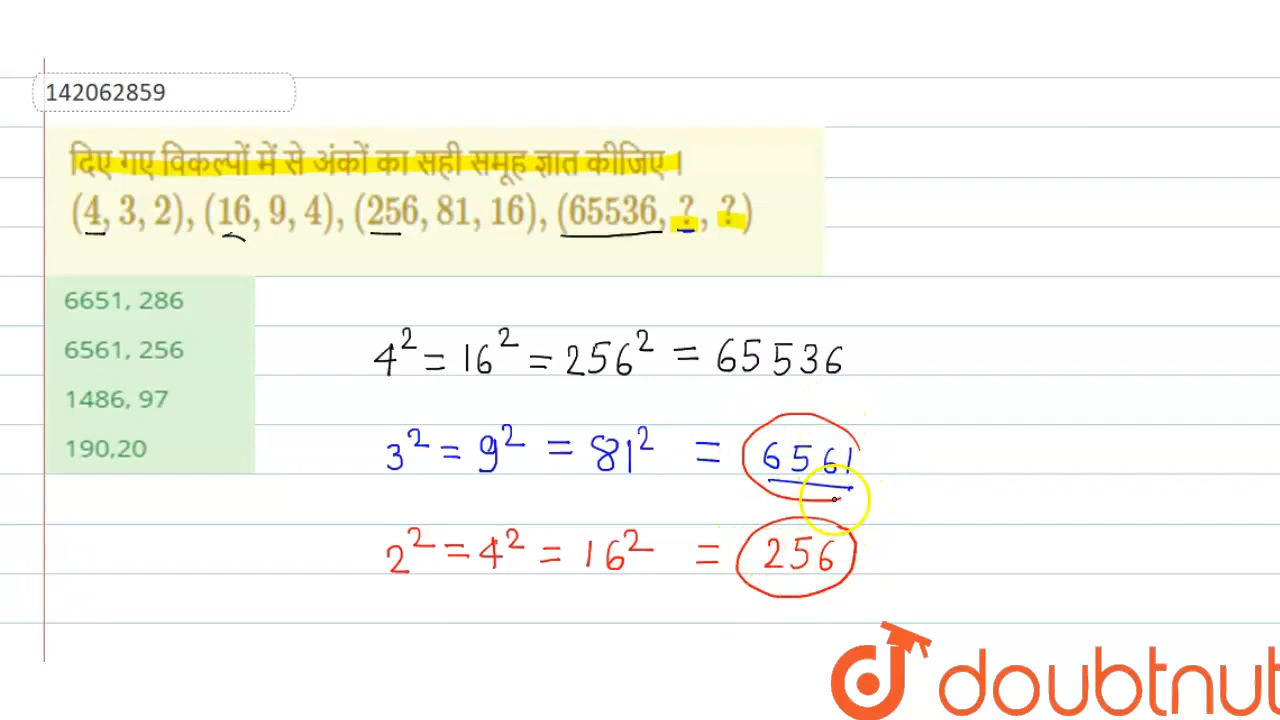 142062859
दिए गए विकल्पों में से अंकों का सही समूह ज्ञात कीजिए ।
(4, 3, 2), (16, 9, 4), (256, 81, 16), (65536, ?, ?)
6651, 286
6561, 256
1486, 97
190,20
4² = 16² = 256² = 65536
3² = 9² = 81² = 6561
2² = 4² = 16² = 256
doubtnut